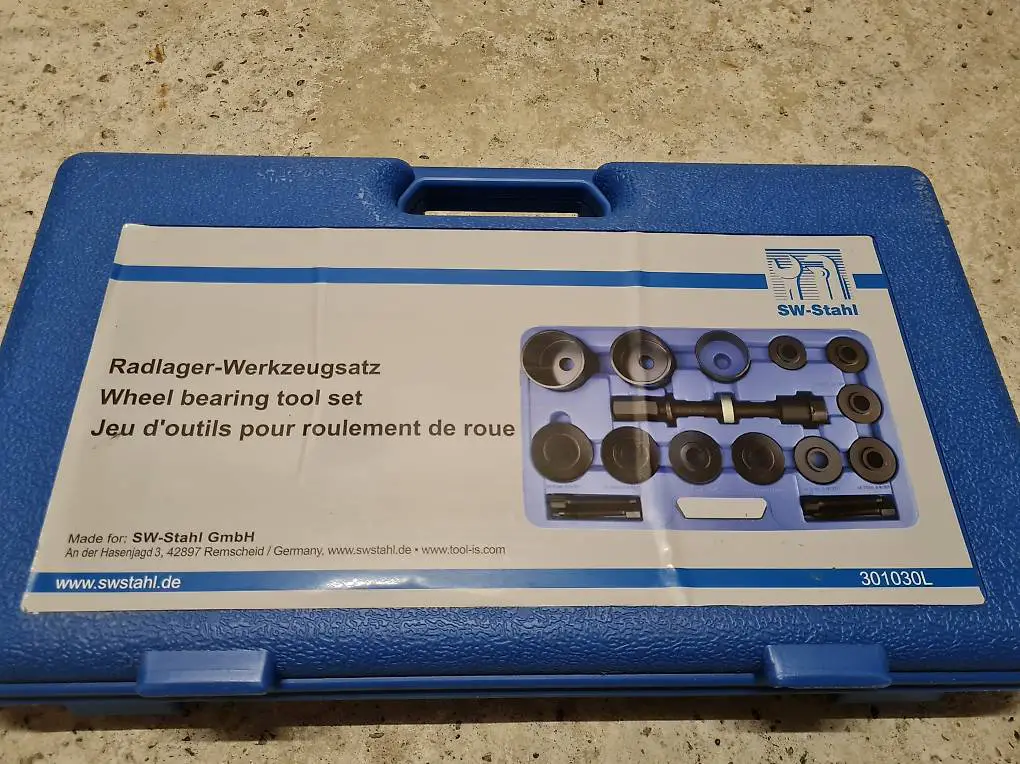 SW-Stahl
Radlager-Werkzeugsatz
Wheel bearing tool set
Jeu d'outils pour roulement de roue
Made for: SW-Stahl GmbH
An der Hasenjagd 3, 42897 Remscheid / Germany, www.swstahl.de • www.tool-is.com
www.swstahl.de
301030L